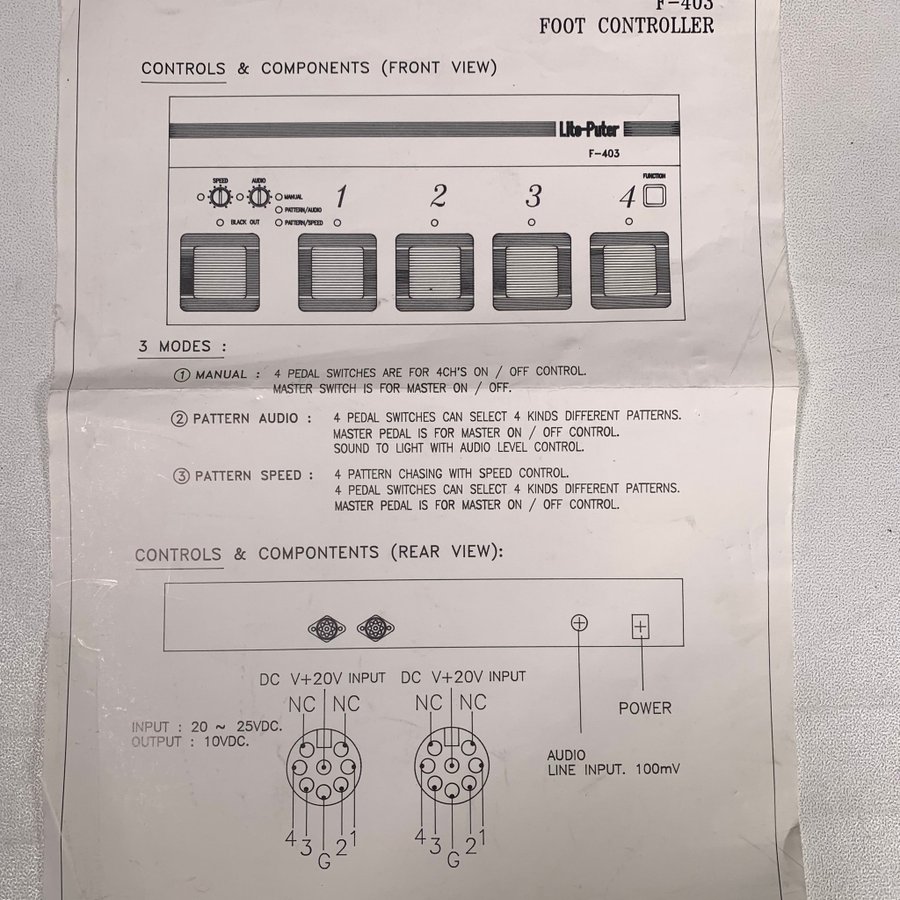 F-403
FOOT CONTROLLER
CONTROLS & COMPONENTS (FRONT VIEW)
Lite-Puter
F-403
SPEED AUDIO FUNCTION
MANUAL
PATTERN/AUDIO
BLACK OUT PATTERN/SPEED
1 2 3 4
3 MODES :
① MANUAL : 4 PEDAL SWITCHES ARE FOR 4CH'S ON / OFF CONTROL.
MASTER SWITCH IS FOR MASTER ON / OFF.
② PATTERN AUDIO : 4 PEDAL SWITCHES CAN SELECT 4 KINDS DIFFERENT PATTERNS.
MASTER PEDAL IS FOR MASTER ON / OFF CONTROL.
SOUND TO LIGHT WITH AUDIO LEVEL CONTROL.
③ PATTERN SPEED : 4 PATTERN CHASING WITH SPEED CONTROL.
4 PEDAL SWITCHES CAN SELECT 4 KINDS DIFFERENT PATTERNS.
MASTER PEDAL IS FOR MASTER ON / OFF CONTROL.
CONTROLS & COMPONTENTS (REAR VIEW):
DC V+20V INPUT DC V+20V INPUT
NC NC NC NC
POWER
INPUT : 20 ~ 25VDC.
OUTPUT : 10VDC.
AUDIO
LINE INPUT. 100mV
4 3 G 2 1 4 3 G 2 1